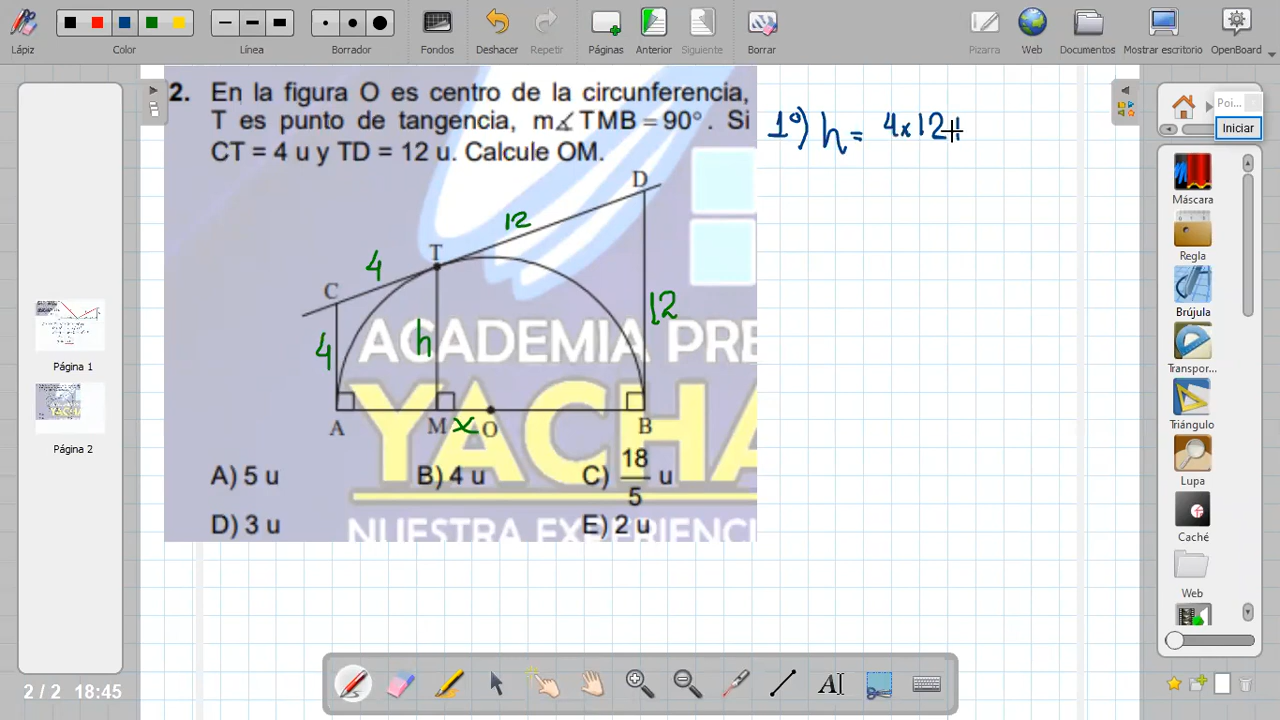 Lápiz
Color
Línea
Borrador
Fondos
Deshacer
Repetir
Páginas
Anterior
Siguiente
Borrar
Pizarra
Web
Documentos
Mostrar escritorio
OpenBoard
2. En la figura O es centro de la circunferencia,
T es punto de tangencia, m∡TMB = 90°. Si
CT = 4 u y TD = 12 u. Calcule OM.
1°) h = 4x12+
D
12
T
4
C
12
4
h
A
M
x
O
B
ACADEMIA PRE
YACHA
NUESTRA EXPERIENCI
A) 5 u
B) 4 u
C) 18/5 u
D) 3 u
E) 2 u
Página 1
Página 2
2 / 2 18:45
Poi...
Iniciar
Máscara
Regla
Brújula
Transpor...
Triángulo
Lupa
Caché
Web